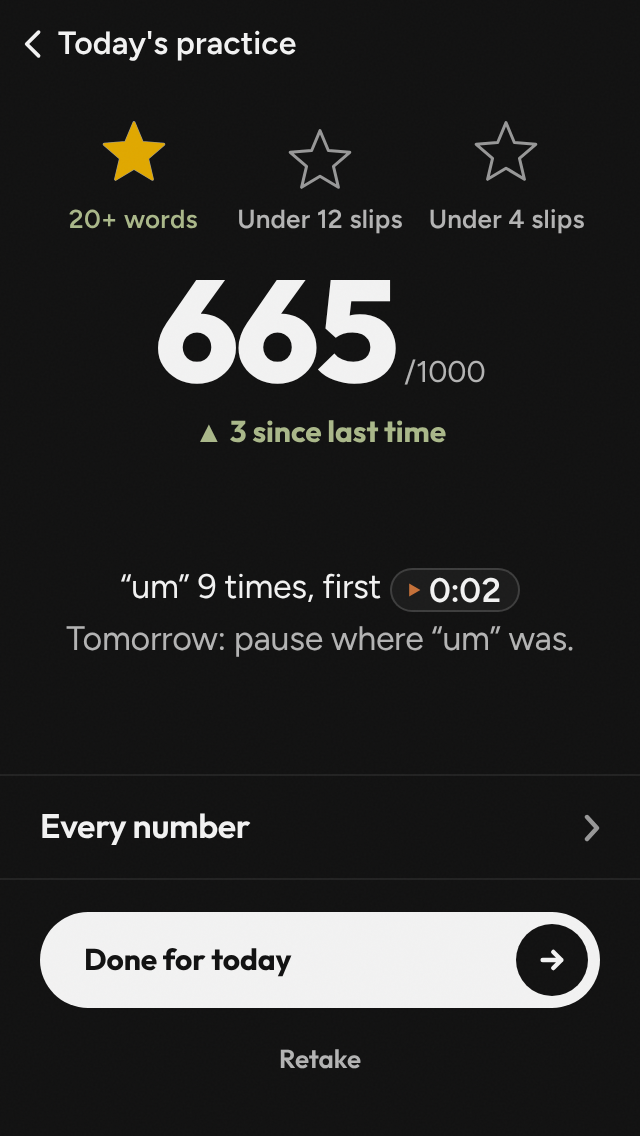 Today's practice
20+ words
Under 12 slips
Under 4 slips
665/1000
▲ 3 since last time
“um” 9 times, first 0:02
Tomorrow: pause where “um” was.
Every number
Done for today
Retake